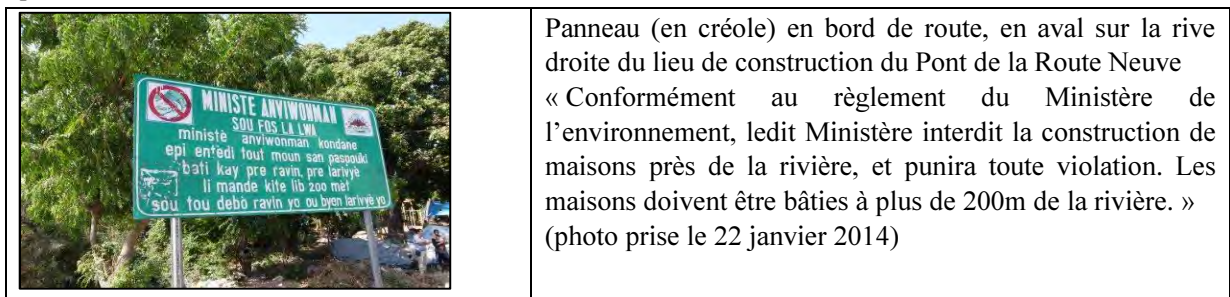 MINISTE ANVIWONMAN
SOU FOS LA LWA
ministè anviwonman kondane
epi entèdi tout moun san paspouki
bati kay pre ravin, pre larivyè
li mande kite lib 200 mèt
sou tou debò ravin yo ou byen larivyè yo
Panneau (en créole) en bord de route, en aval sur la rive
droite du lieu de construction du Pont de la Route Neuve
« Conformément au règlement du Ministère de
l’environnement, ledit Ministère interdit la construction de
maisons près de la rivière, et punira toute violation. Les
maisons doivent être bâties à plus de 200m de la rivière. »
(photo prise le 22 janvier 2014)